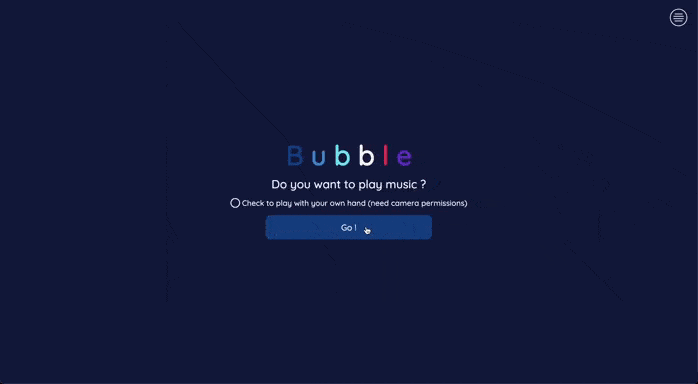 Bubble
Do you want to play music ?
Check to play with your own hand (need camera permissions)
Go !